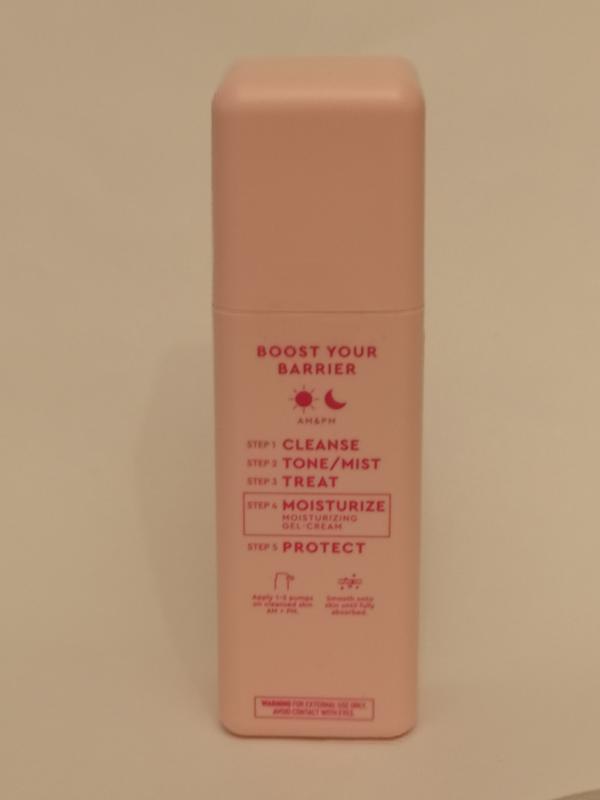 BOOST YOUR
BARRIER
AM&PM
STEP 1 CLEANSE
STEP 2 TONE/MIST
STEP 3 TREAT
STEP 4 MOISTURIZE
MOISTURIZING
GEL-CREAM
STEP 5 PROTECT
Apply 1-2 pumps
on cleansed skin
AM + PM.
Smooth onto
skin until fully
absorbed.
WARNING FOR EXTERNAL USE ONLY.
AVOID CONTACT WITH EYES.